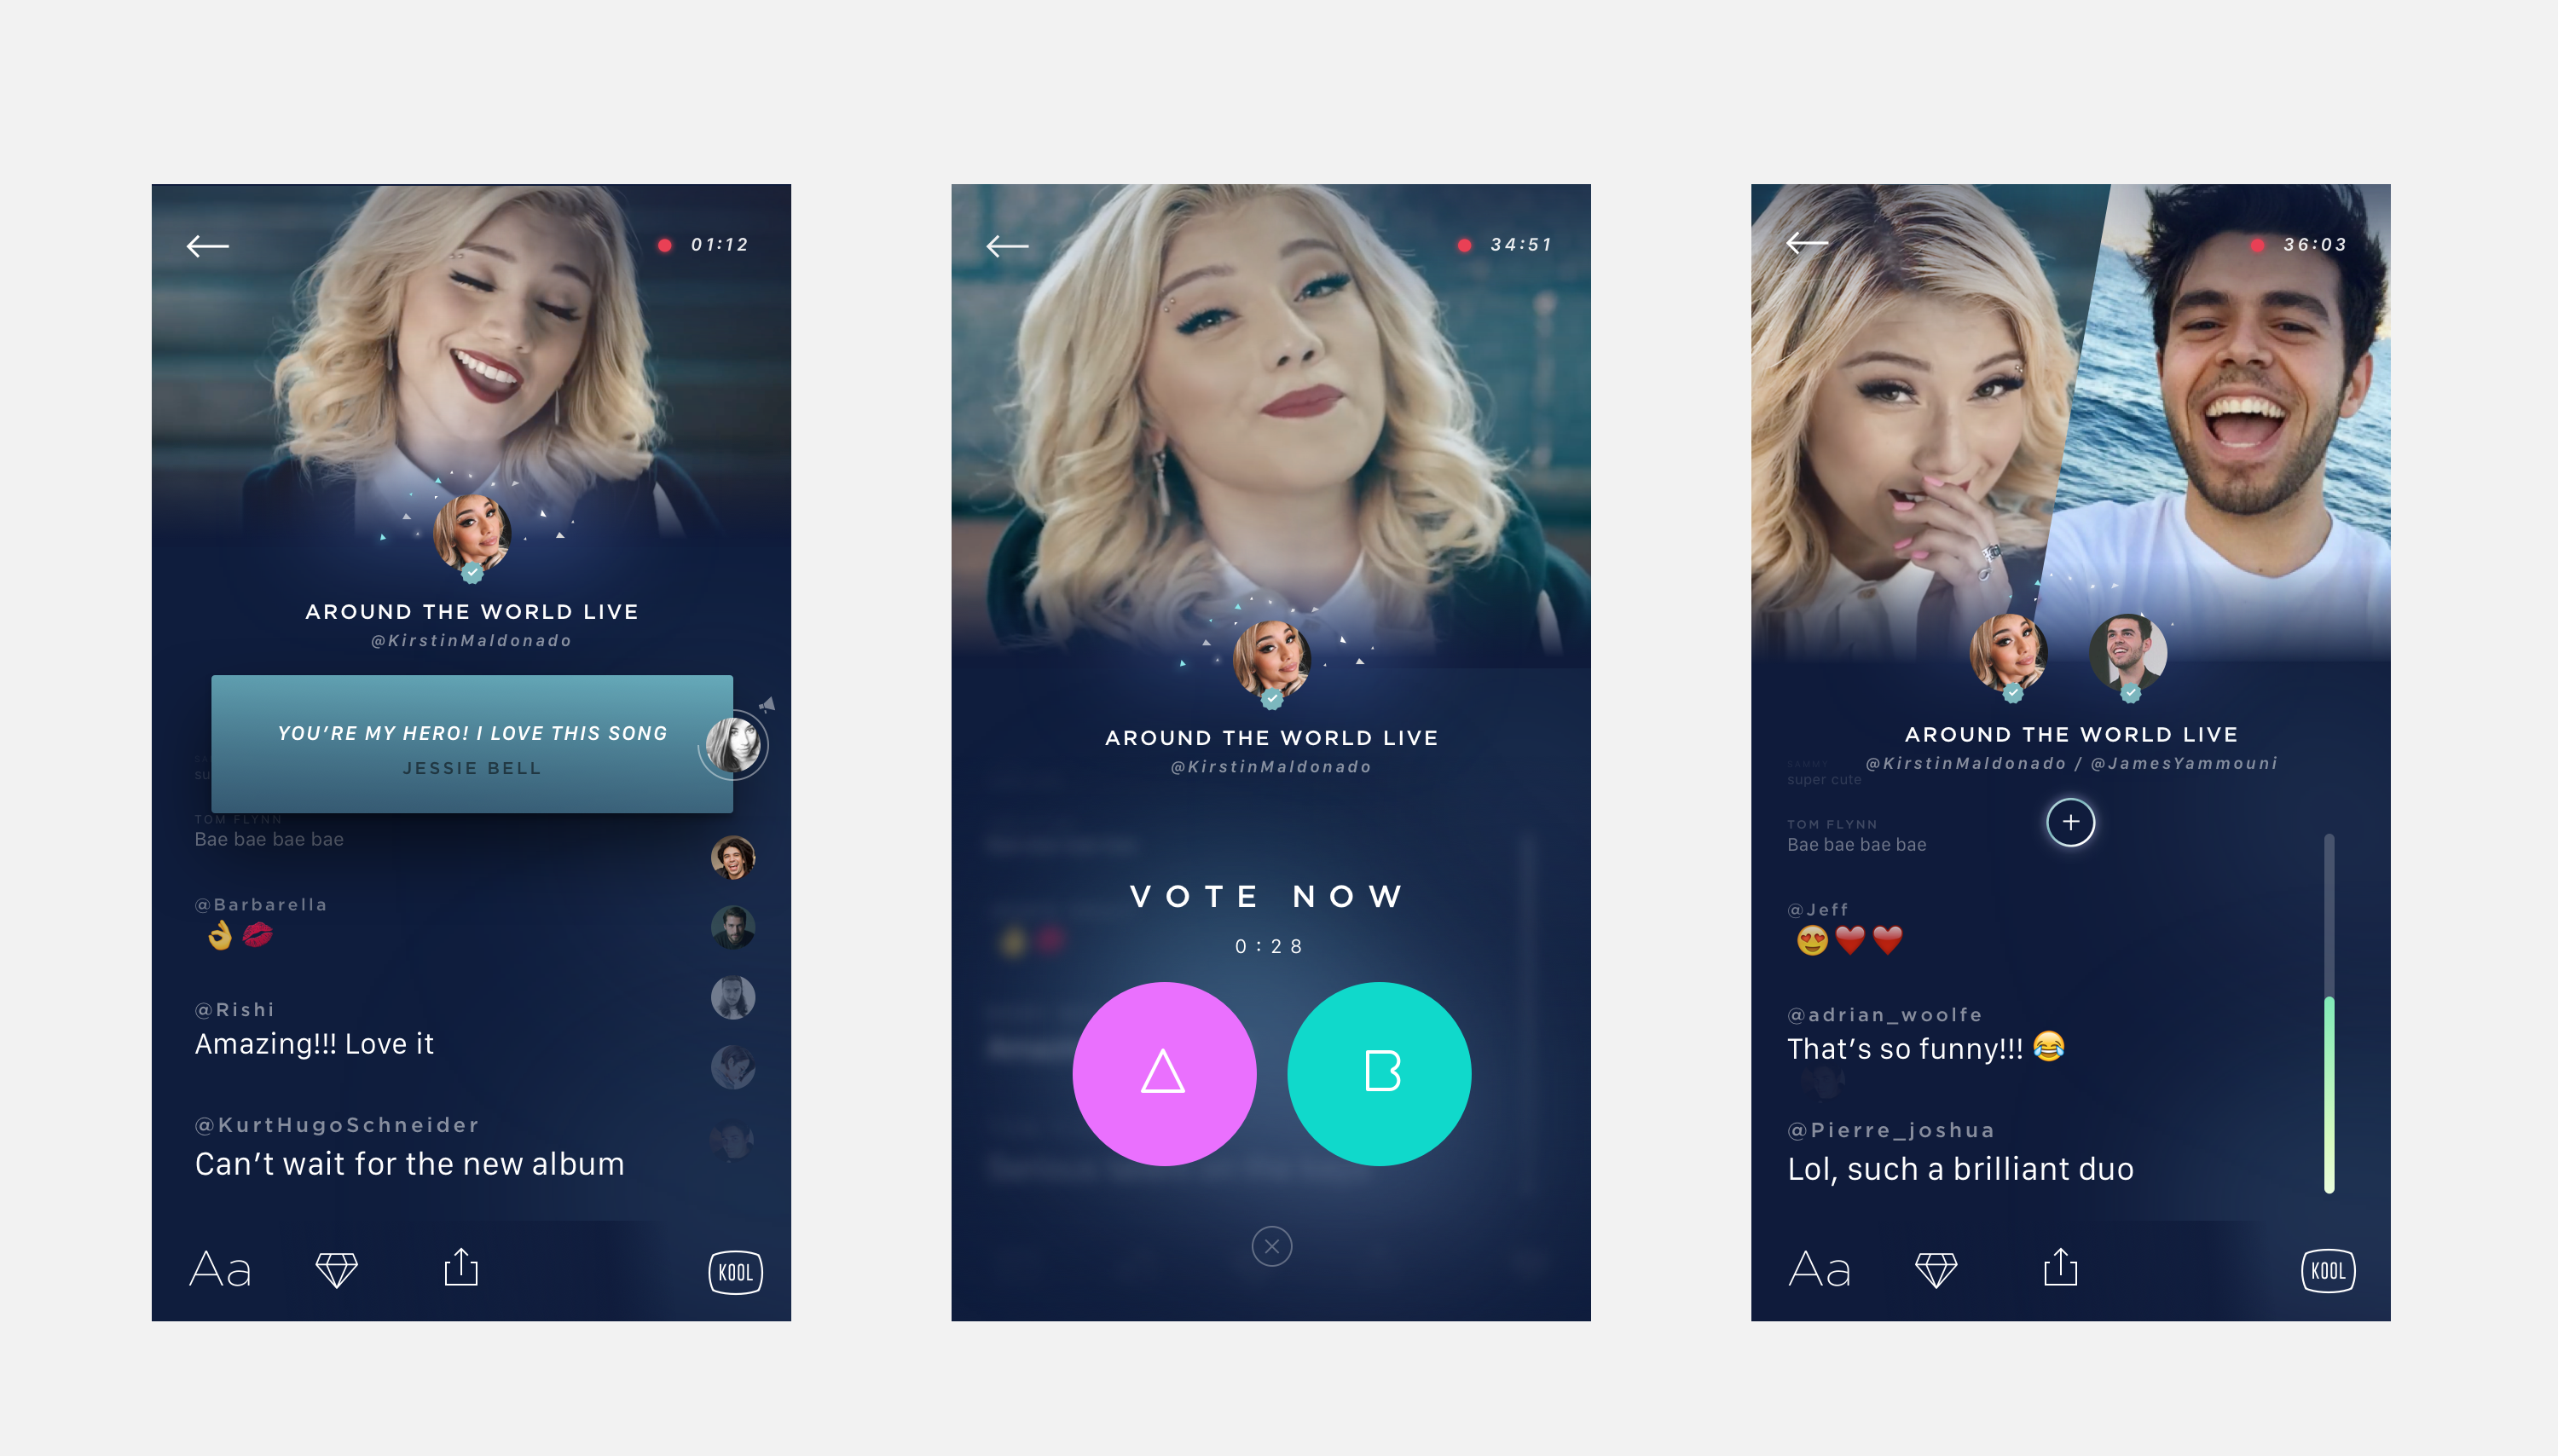 01:12
AROUND THE WORLD LIVE
@KirstinMaldonado
YOU'RE MY HERO! I LOVE THIS SONG
JESSIE BELL
su
TOM FLYNN
Bae bae bae bae
@Barbarella
👌💋
@Rishi
Amazing!!! Love it
@KurtHugoSchneider
Can't wait for the new album
Aa
KOOL
34:51
AROUND THE WORLD LIVE
@KirstinMaldonado
VOTE NOW
0:28
A B
36:03
AROUND THE WORLD LIVE
@KirstinMaldonado / @JamesYammouni
SAMMY
super cute
TOM FLYNN
Bae bae bae bae
@Jeff
😍❤️❤️
@adrian_woolfe
That's so funny!!! 😂
@Pierre_joshua
Lol, such a brilliant duo
Aa
KOOL